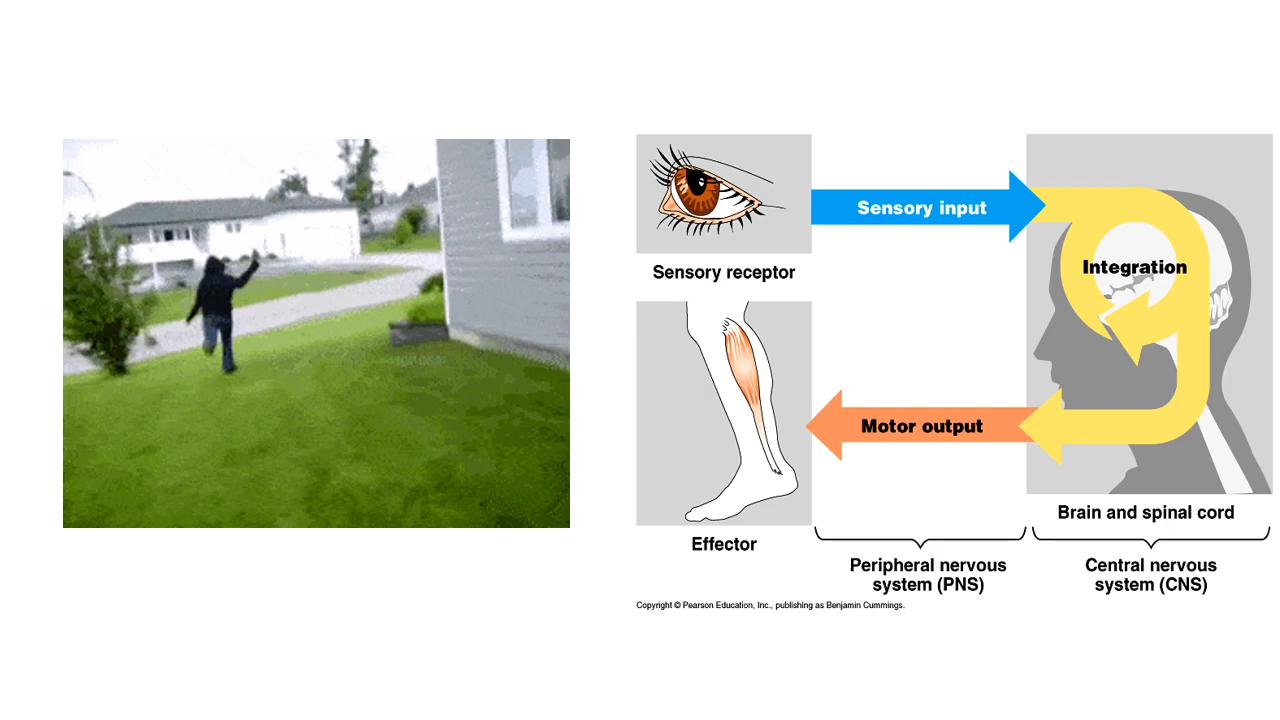 Sensory input
Sensory receptor
Integration
Motor output
Brain and spinal cord
Effector
Peripheral nervous
system (PNS)
Central nervous
system (CNS)
Copyright © Pearson Education, Inc., publishing as Benjamin Cummings.